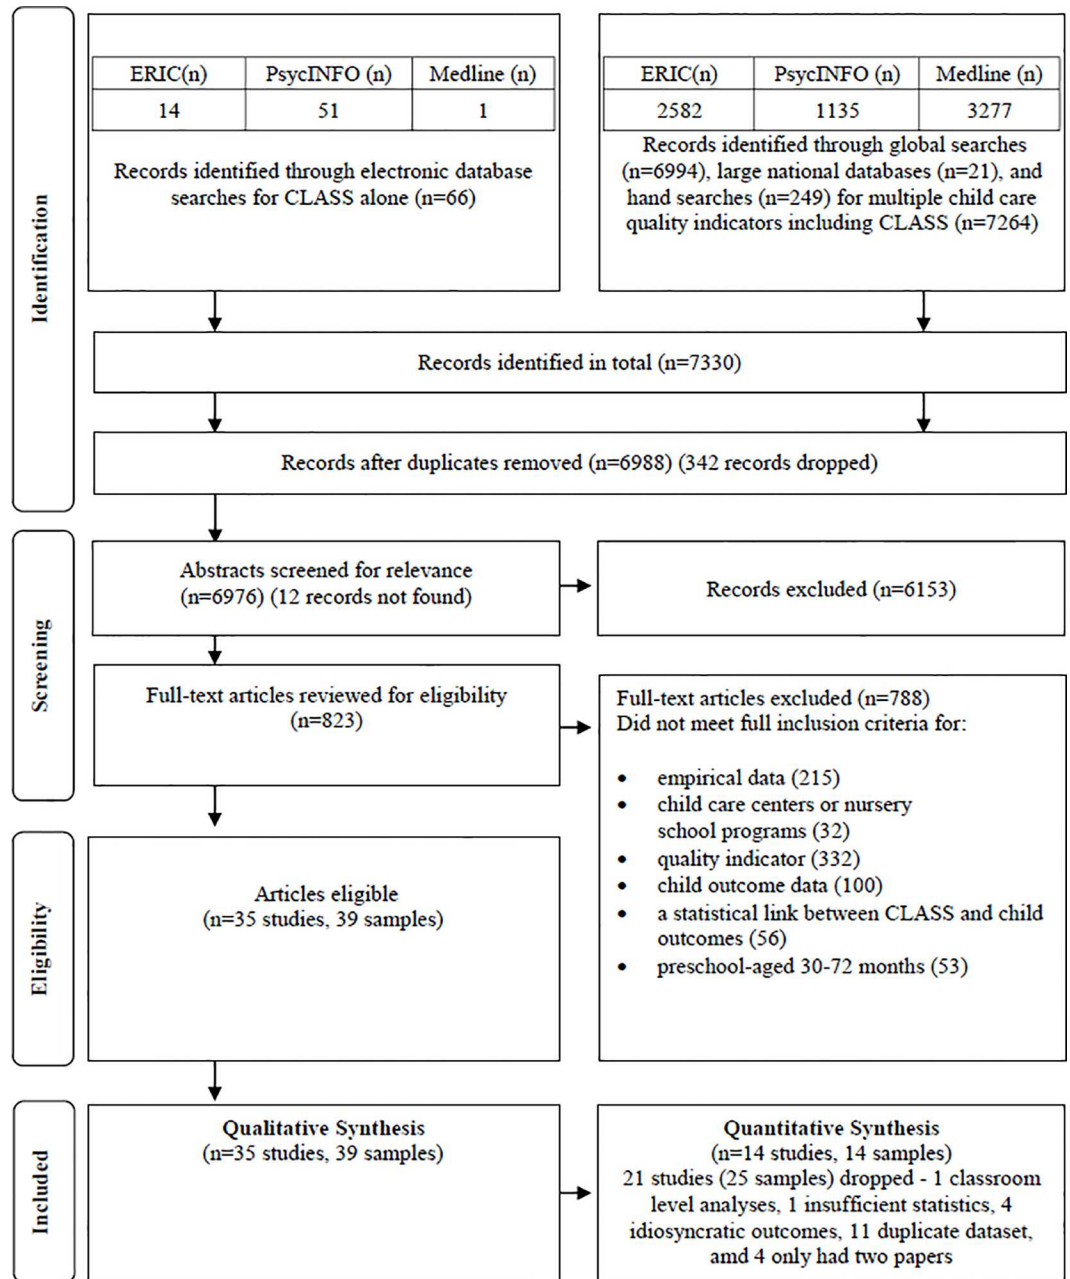 Identification
ERIC(n) PsycINFO (n) Medline (n)
14 51 1
Records identified through electronic database
searches for CLASS alone (n=66)
ERIC(n) PsycINFO (n) Medline (n)
2582 1135 3277
Records identified through global searches
(n=6994), large national databases (n=21), and
hand searches (n=249) for multiple child care
quality indicators including CLASS (n=7264)
Records identified in total (n=7330)
Records after duplicates removed (n=6988) (342 records dropped)
Screening
Abstracts screened for relevance
(n=6976) (12 records not found)
Records excluded (n=6153)
Full-text articles reviewed for eligibility
(n=823)
Full-text articles excluded (n=788)
Did not meet full inclusion criteria for:
• empirical data (215)
• child care centers or nursery
school programs (32)
• quality indicator (332)
• child outcome data (100)
• a statistical link between CLASS and child
outcomes (56)
• preschool-aged 30-72 months (53)
Eligibility
Articles eligible
(n=35 studies, 39 samples)
Included
Qualitative Synthesis
(n=35 studies, 39 samples)
Quantitative Synthesis
(n=14 studies, 14 samples)
21 studies (25 samples) dropped - 1 classroom
level analyses, 1 insufficient statistics, 4
idiosyncratic outcomes, 11 duplicate dataset,
amd 4 only had two papers